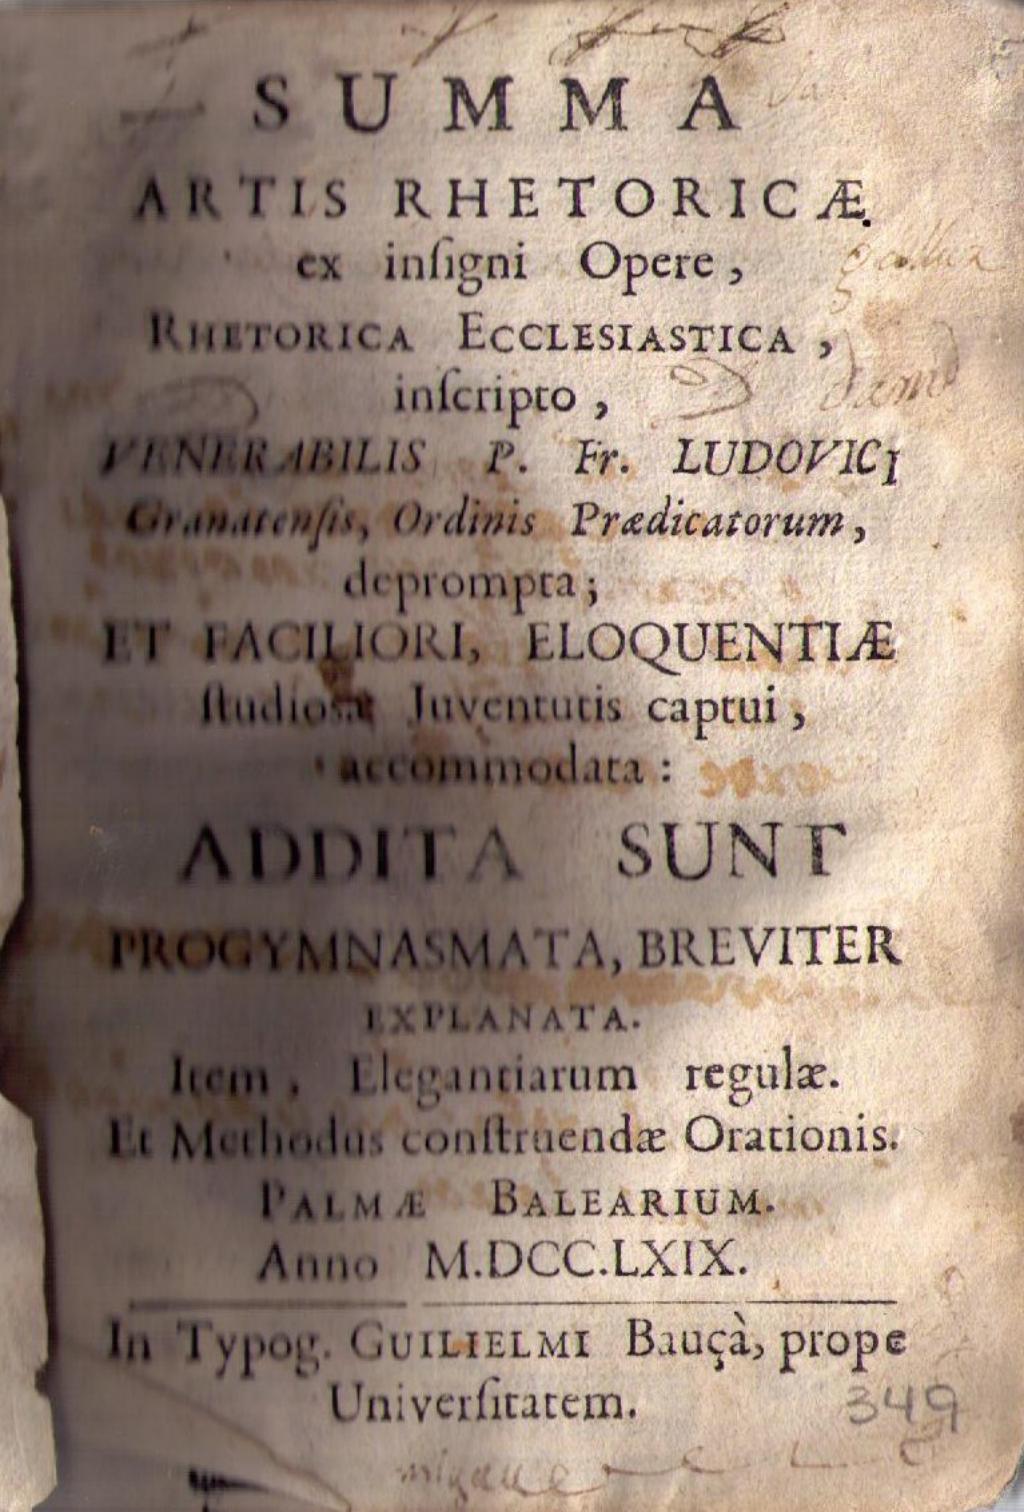 SUMMA
ARTIS RHETORICÆ.
ex inſigni Opere,
RHETORICA ECCLESIASTICA,
inſcripto,
VENERABILIS P. Fr. LUDOVICI
Granatenſis, Ordinis Prædicatorum,
deprompta;
ET FACILIORI, ELOQUENTIÆ
ſtudioſæ Juventutis captui,
accommodata:
ADDITA SUNT
PROGYMNASMATA, BREVITER
EXPLANATA.
Item, Elegantiarum regulæ.
Et Methodus conſtruendæ Orationis.
PALMÆ BALEARIUM.
Anno M.DCC.LXIX.
In Typog. GUILIELMI Bauçà, prope
Univerſitatem.
349